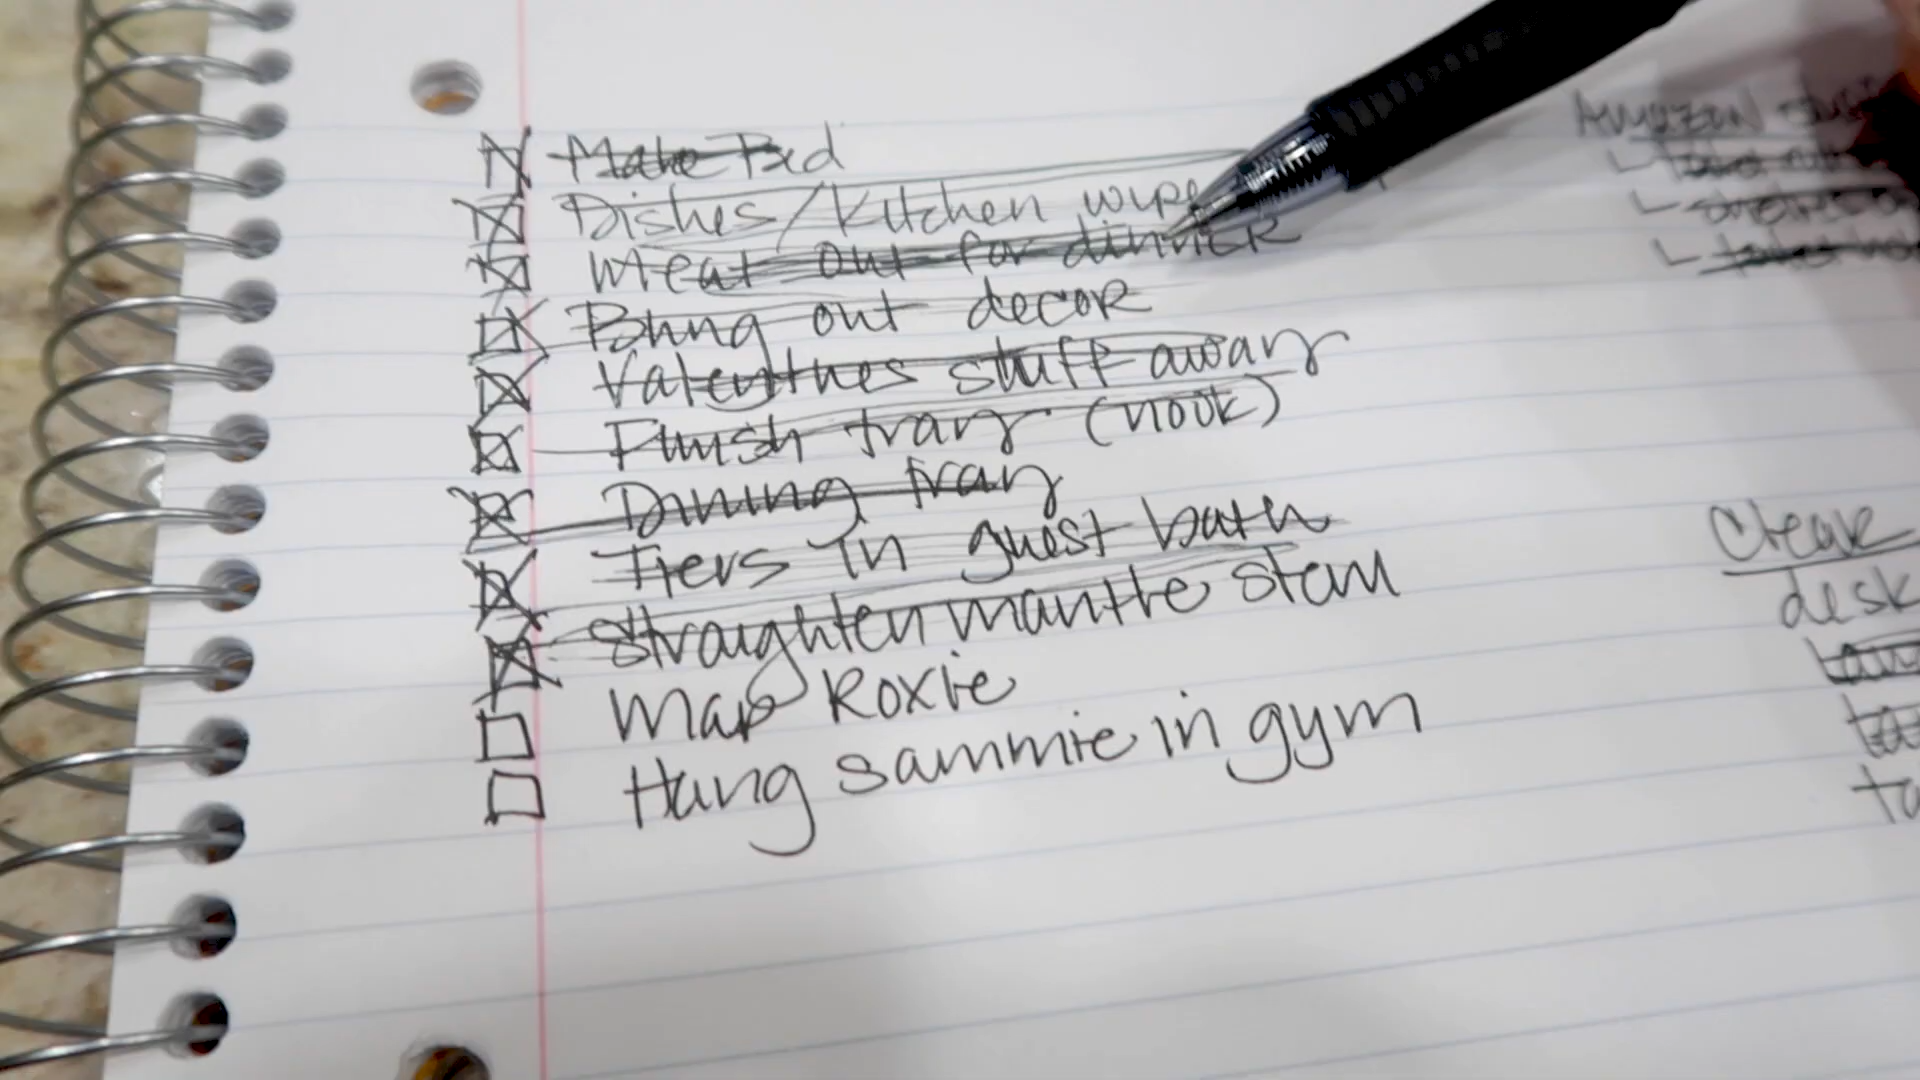 Make Bed
Dishes/Kitchen wipe
Meat out for dinner
Bring out decor
Valentines stuff away
Finish tray (nook)
Dining tray
Tiers in guest bath
Straighten mantle stem
Map Roxie
Hang sammie in gym
Amazon
Clear
desk